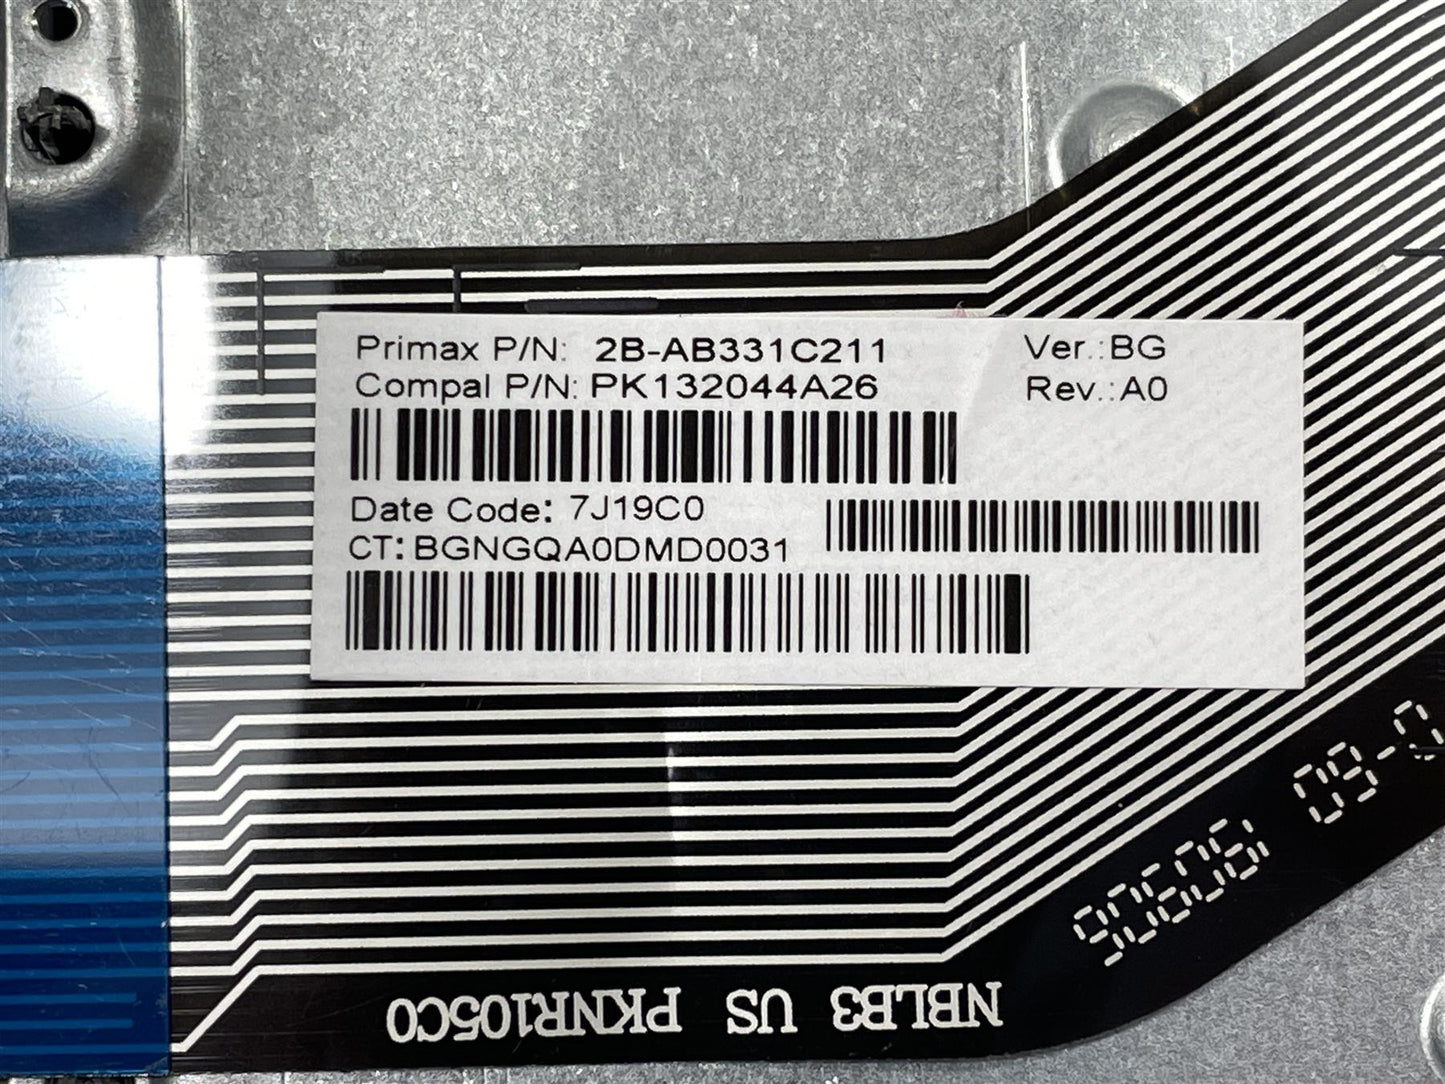 Primax P/N: 2B-AB331C211 Ver.:BG
Compal P/N: PK132044A26 Rev.:A0
Date Code: 7J19C0
CT: BGNGQA0DMD0031
NBLB3 US PKNR105C0